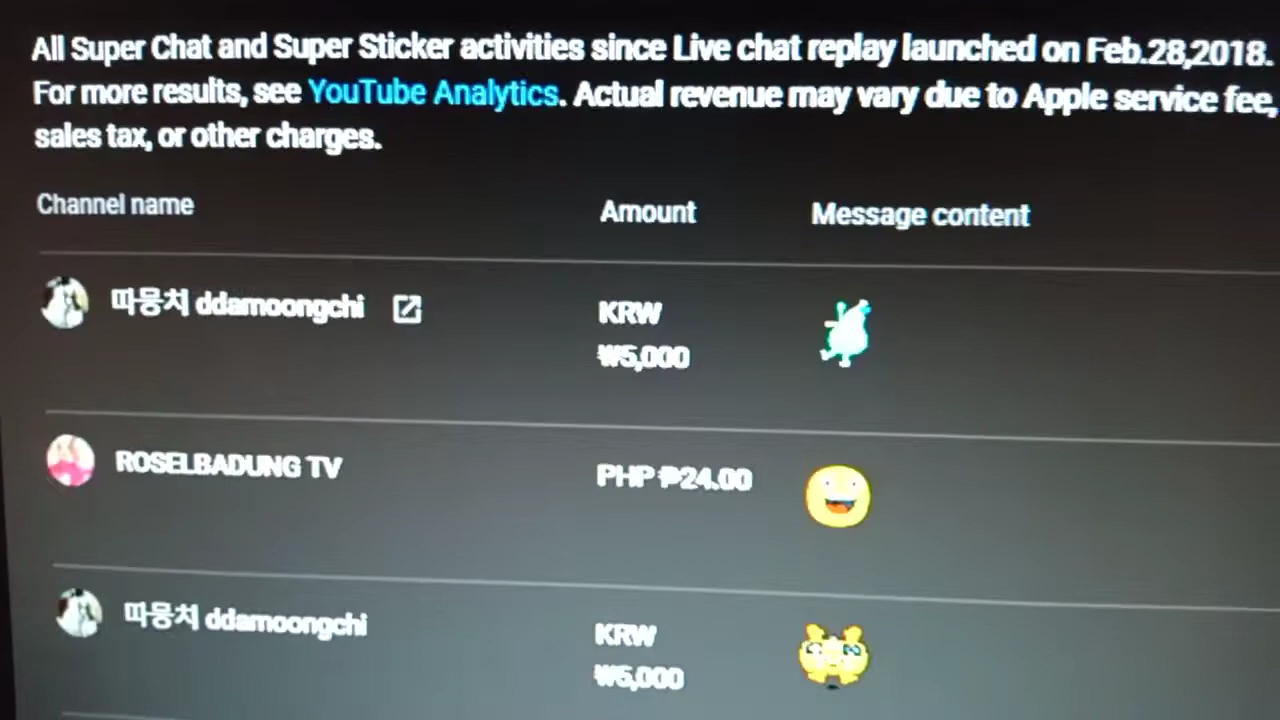 All Super Chat and Super Sticker activities since Live chat replay launched on Feb.28,2018.
For more results, see YouTube Analytics. Actual revenue may vary due to Apple service fee,
sales tax, or other charges.
Channel name Amount Message content
따뭉치 ddamoongchi KRW
₩5,000
ROSELBADUNG TV PHP ₱24.00
따뭉치 ddamoongchi KRW
₩5,000